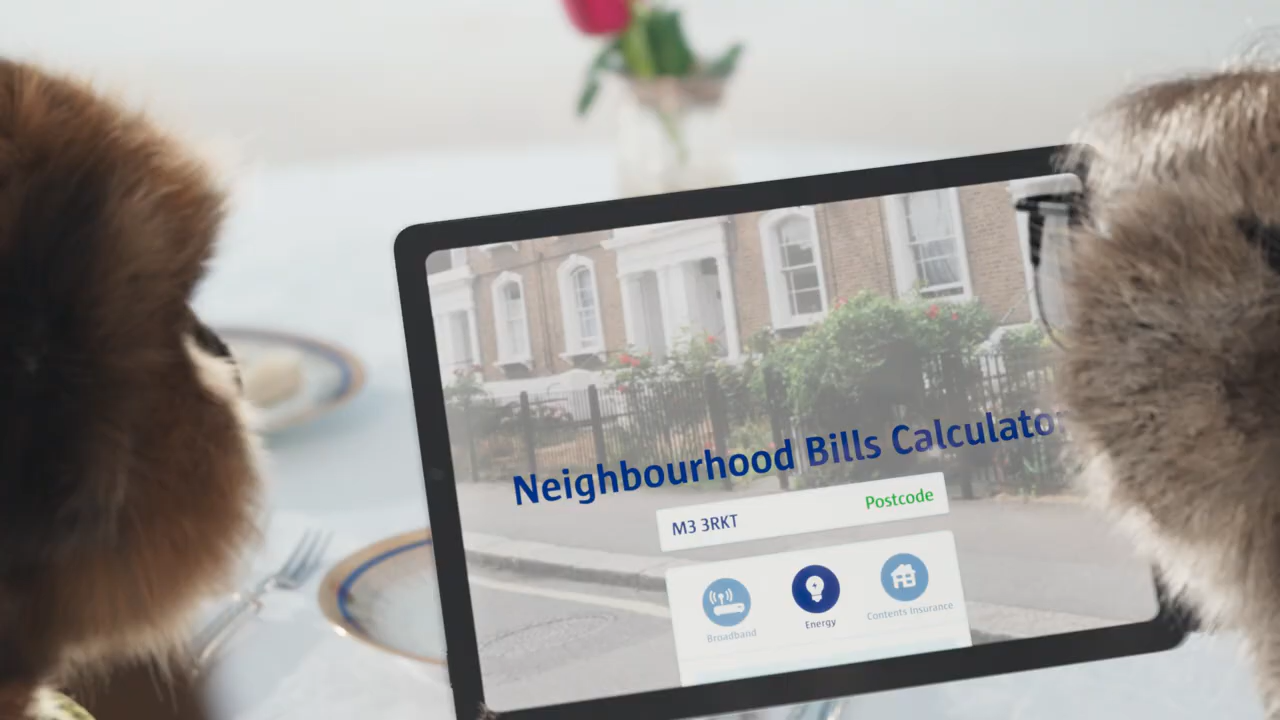 Neighbourhood Bills Calculator
Postcode
M3 3RKT
Broadband
Energy
Contents Insurance